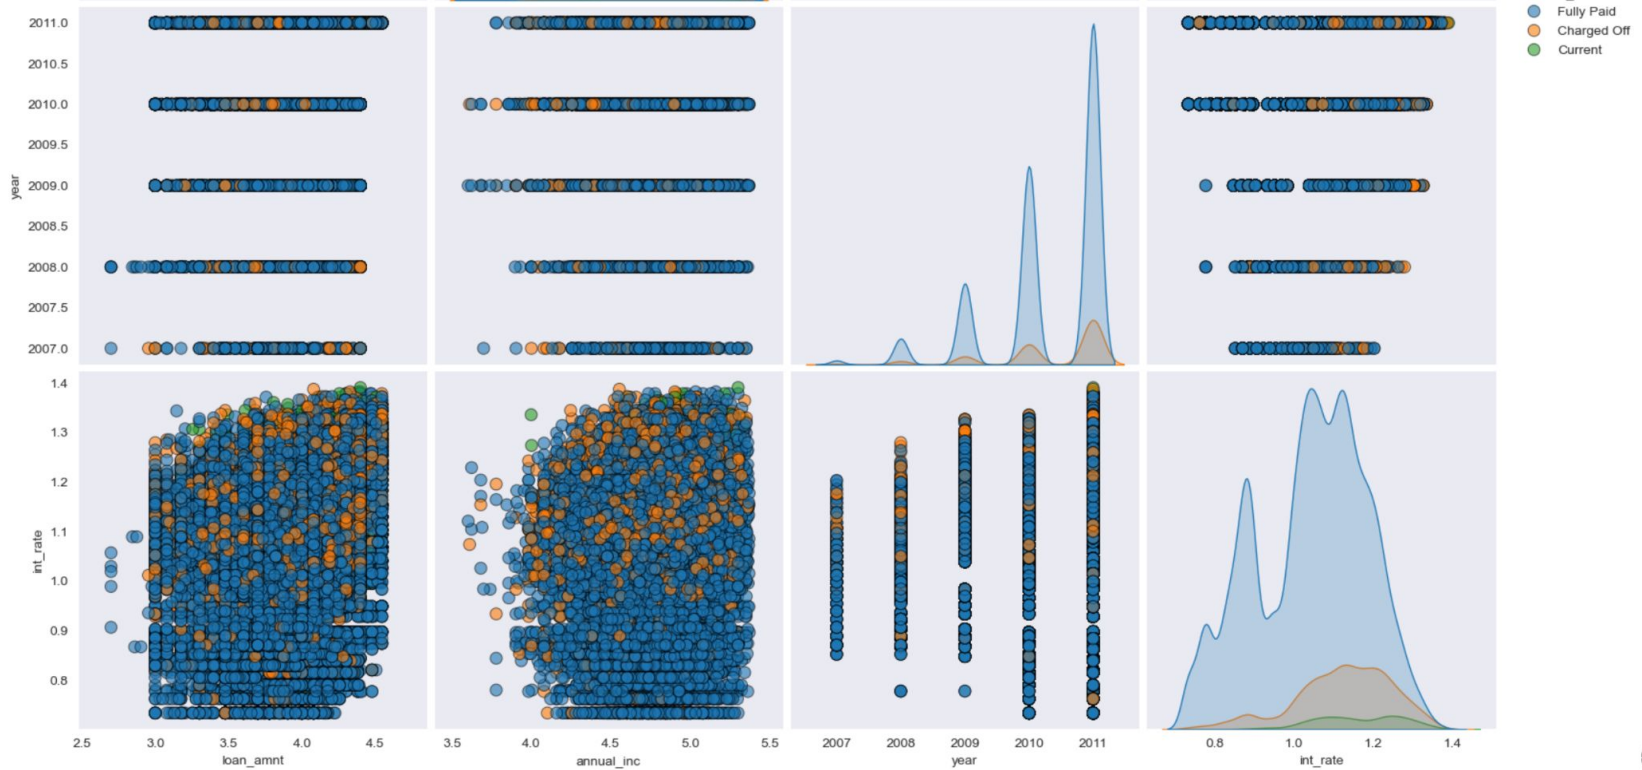 Fully Paid
Charged Off
Current
2011.0
2010.5
2010.0
2009.5
2009.0
2008.5
2008.0
2007.5
2007.0
year
1.4
1.3
1.2
1.1
1.0
0.9
0.8
int_rate
2.5 3.0 3.5 4.0 4.5
3.5 4.0 4.5 5.0 5.5
2007 2008 2009 2010 2011
0.8 1.0 1.2 1.4
loan_amnt
annual_inc
year
int_rate